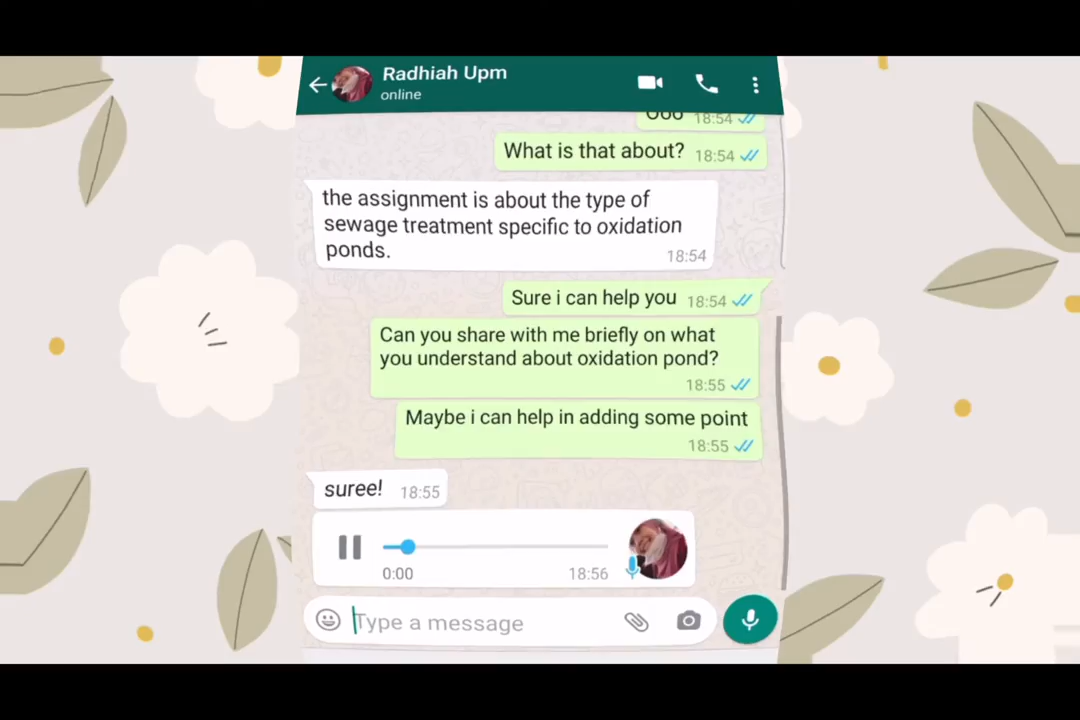 Radhiah Upm
online
18:54
What is that about? 18:54
the assignment is about the type of
sewage treatment specific to oxidation
ponds.
18:54
Sure i can help you 18:54
Can you share with me briefly on what
you understand about oxidation pond?
18:55
Maybe i can help in adding some point
18:55
suree! 18:55
0:00 18:56
Type a message